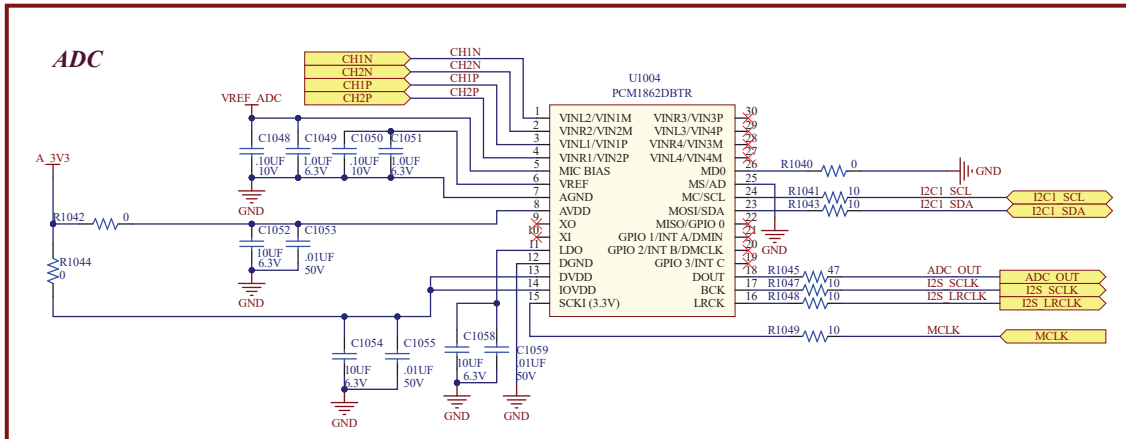 ADC
CH1N
CH2N
CH1P
CH2P
CH1N
CH2N
CH1P
CH2P
U1004
PCM1862DBTR
VREF_ADC
C1048
.10UF
10V
C1049
1.0UF
6.3V
C1050
.10UF
10V
C1051
1.0UF
6.3V
GND
A_3V3
R1042
0
R1044
0
C1052
10UF
6.3V
C1053
.01UF
50V
GND
C1054
10UF
6.3V
C1055
.01UF
50V
GND
C1058
10UF
6.3V
C1059
.01UF
50V
GND
GND
1 VINL2/VIN1M
2 VINR2/VIN2M
3 VINL1/VIN1P
4 VINR1/VIN2P
5 MIC BIAS
6 VREF
7 AGND
8 AVDD
9 XO
10 XI
11 LDO
12 DGND
13 DVDD
14 IOVDD
15 SCKI (3.3V)
VINR3/VIN3P 30
VINL3/VIN4P 29
VINR4/VIN3M 28
VINL4/VIN4M 27
MD0 26
MS/AD 25
MC/SCL 24
MOSI/SDA 23
MISO/GPIO 0 22
GPIO 1/INT A/DMIN 21
GPIO 2/INT B/DMCLK 20
GPIO 3/INT C 19
DOUT 18
BCK 17
LRCK 16
R1040 0
GND
R1041 10 I2C1_SCL I2C1_SCL
R1043 10 I2C1_SDA I2C1_SDA
GND
R1045 47 ADC_OUT ADC_OUT
R1047 10 I2S_SCLK I2S_SCLK
R1048 10 I2S_LRCLK I2S_LRCLK
R1049 10 MCLK MCLK